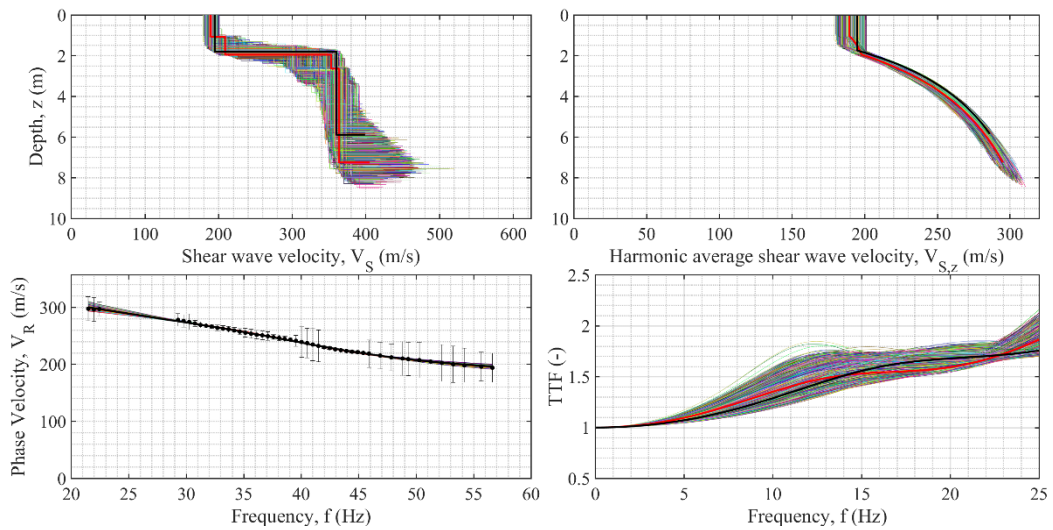 0
2
4
6
8
10
Depth, z (m)
0 100 200 300 400 500 600
Shear wave velocity, V_S (m/s)
0
2
4
6
8
10
0 50 100 150 200 250 300
Harmonic average shear wave velocity, V_S,z (m/s)
300
200
100
0
Phase Velocity, V_R (m/s)
20 25 30 35 40 45 50 55 60
Frequency, f (Hz)
2.5
2
1.5
1
0.5
TTF (-)
0 5 10 15 20 25
Frequency, f (Hz)